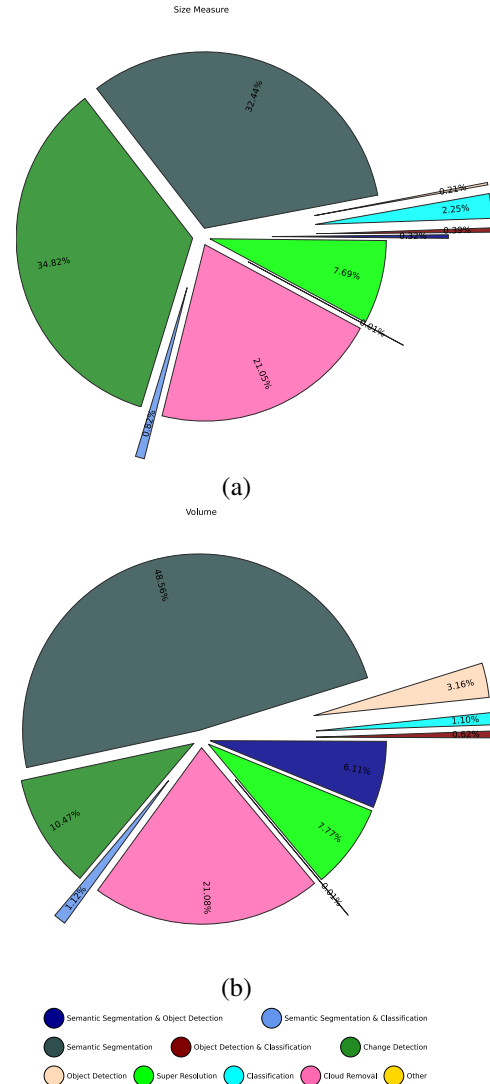 Size Measure
32.44%
0.21%
2.25%
0.39%
0.32%
34.82%
7.69%
0.01%
21.05%
0.82%
(a)
Volume
48.56%
3.16%
1.10%
0.62%
6.11%
10.47%
7.77%
0.01%
21.08%
1.12%
(b)
Semantic Segmentation & Object Detection Semantic Segmentation & Classification
Semantic Segmentation Object Detection & Classification Change Detection
Object Detection Super Resolution Classification Cloud Removal Other